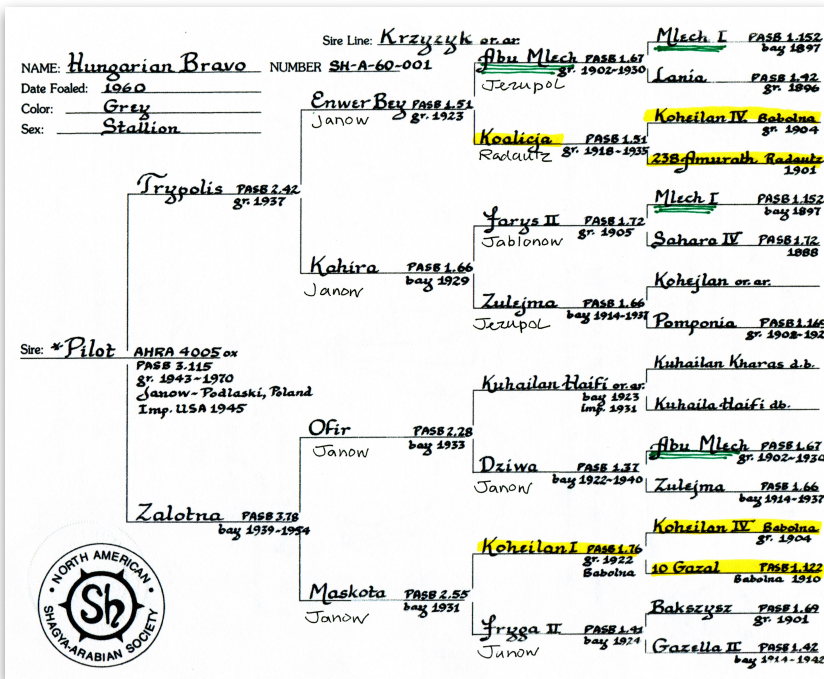 Sire Line: Krzyzyk or. ar.
NAME: Hungarian Bravo NUMBER SH-A-60-001
Date Foaled: 1960
Color: Grey
Sex: Stallion
Sire: *Pilot AHRA 4005 ox
PASB 3.115
gr. 1943-1970
Janow-Podlaski, Poland
Imp. USA 1945
Trypolis PASB 2.42
gr. 1937
Zalotna PASB 3.78
bay 1939-1954
Enwer Bey PASB 1.51
Janow gr. 1923
Kahira PASB 1.66
Janow bay 1929
Ofir PASB 2.28
Janow bay 1933
Maskota PASB 2.55
Janow bay 1931
Abu Mlech PASB 1.67
gr. 1902-1930
Jezupol
Koalicja PASB 1.51
Radautz gr. 1918-1935
Farys II PASB 1.72
Jablonow gr. 1905
Zulejma PASB 1.66
Jezupol bay 1914-1937
Kuhailan Haifi or. ar.
bay 1923
imp. 1931
Dziwa PASB 1.37
Janow bay 1922-1940
Koheilan I PASB 1.76
gr. 1922
Babolna
Fryga II PASB 1.41
Janow bay 1924
Mlech I PASB 1.152
bay 1897
Lania PASB 1.42
gr. 1896
Koheilan IV Babolna
gr. 1904
238 Amurath Radautz
1901
Mlech I PASB 1.152
bay 1897
Sahara IV PASB 1.72
1888
Kohejlan or. ar.
Pomponia PASB 1.169
gr. 1902-192
Kuhailan Kharas d.b.
Kuhaila Haifi db.
Abu Mlech PASB 1.67
gr. 1902-1930
Zulejma PASB 1.66
bay 1914-1937
Koheilan IV Babolna
gr. 1904
10 Gazal PASB 1.122
Babolna 1910
Bakszysz PASB 1.69
gr. 1901
Gazella II PASB 1.42
bay 1914-1942
NORTH AMERICAN
Sh
SHAGYA-ARABIAN SOCIETY